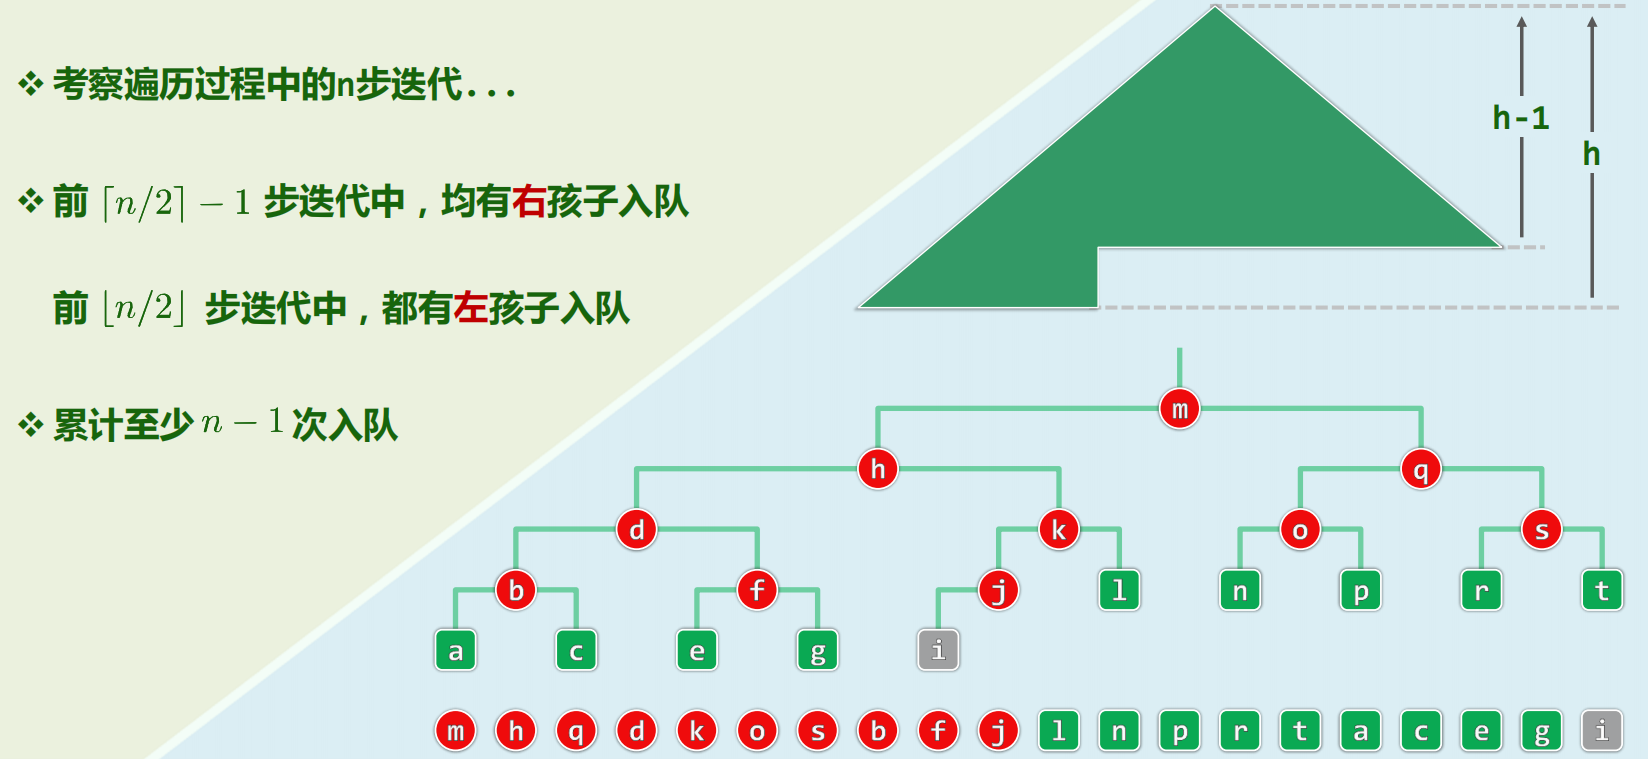 ❖ 考察遍历过程中的n步迭代...
❖ 前 ⌈n/2⌉ − 1 步迭代中，均有右孩子入队
前 ⌊n/2⌋ 步迭代中，都有左孩子入队
❖ 累计至少 n − 1 次入队
h-1
h
m
h q
d k o s
b f j l n p r t
a c e g i
m h q d k o s b f j l n p r t a c e g i